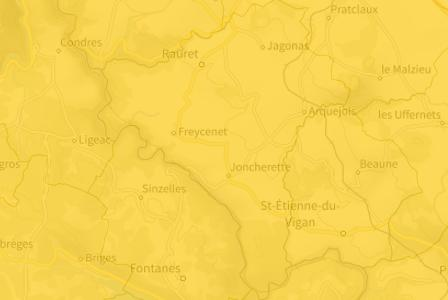 Pratclaux
Condres
Jagonas
Rauret
le Malzieu
Arquejols
les Uffernets
Freycenet
Ligeac
gros
Joncherette
Beaune
Sinzelles
St-Étienne-du-
Vigan
bréges
Briges
Fontanes
P